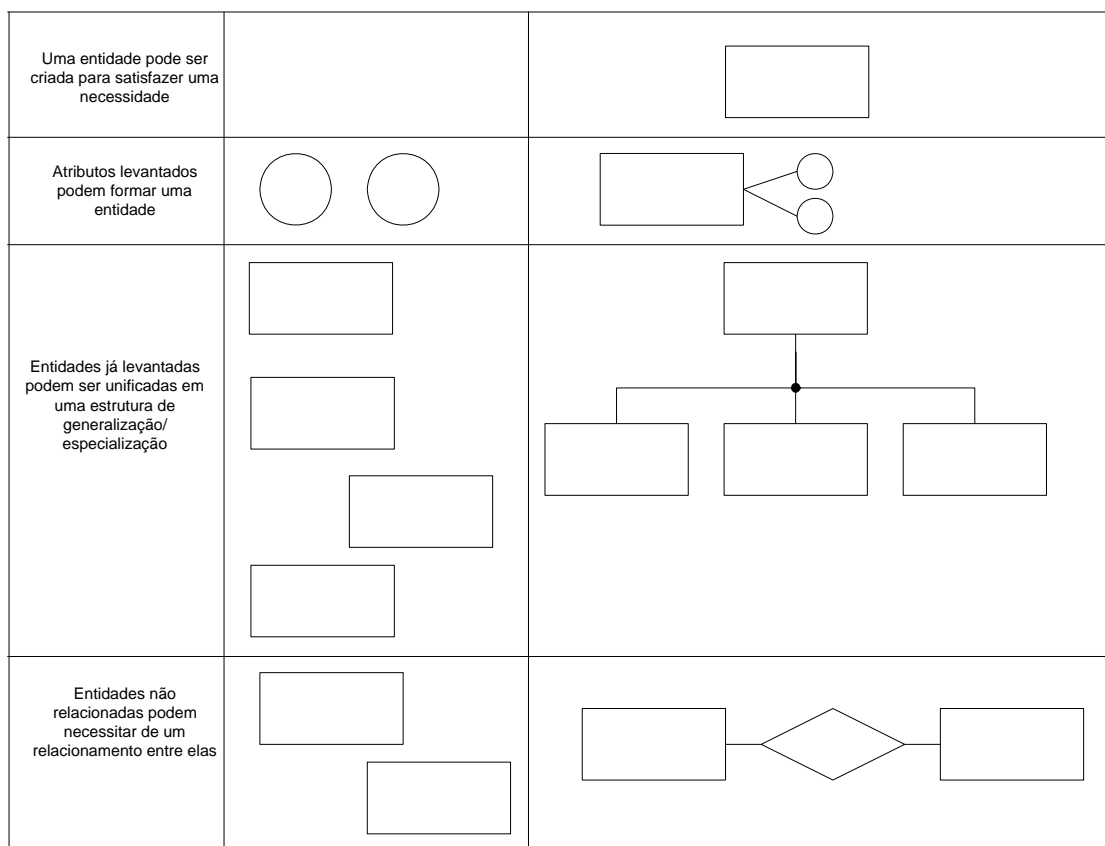 Uma entidade pode ser
criada para satisfazer uma
necessidade
Atributos levantados
podem formar uma
entidade
Entidades já levantadas
podem ser unificadas em
uma estrutura de
generalização/
especialização
Entidades não
relacionadas podem
necessitar de um
relacionamento entre elas